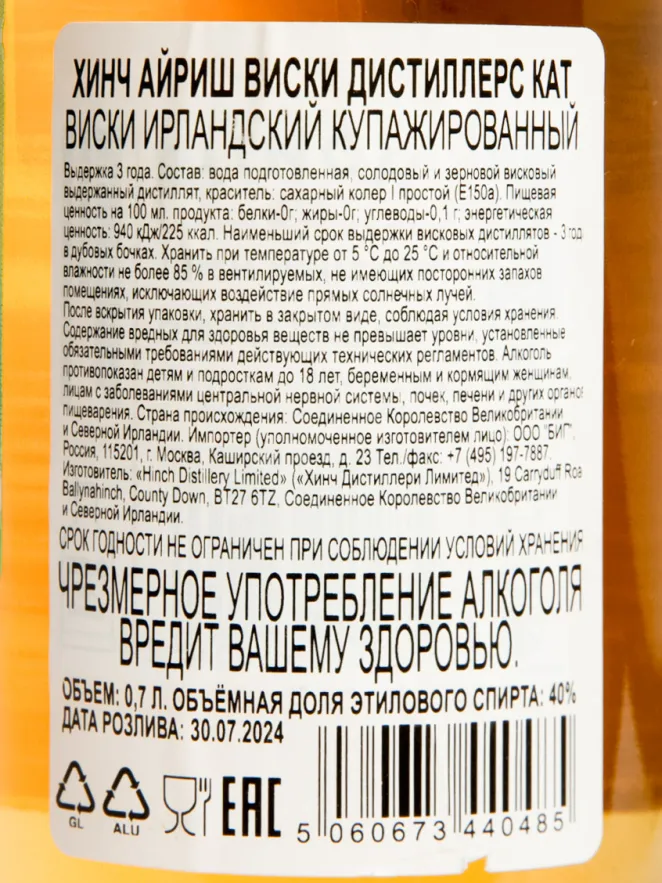 ХИНЧ АЙРИШ ВИСКИ ДИСТИЛЛЕРС КАТ
ВИСКИ ИРЛАНДСКИЙ КУПАЖИРОВАННЫЙ
Выдержка 3 года. Состав: вода подготовленная, солодовый и зерновой висковый
выдержанный дистиллят, краситель: сахарный колер I простой (E150a). Пищевая
ценность на 100 мл. продукта: белки-0г; жиры-0г; углеводы-0,1 г; энергетическая
ценность: 940 кДж/225 ккал. Наименьший срок выдержки висковых дистиллятов - 3 год
в дубовых бочках. Хранить при температуре от 5 °С до 25 °С и относительной
влажности не более 85 % в вентилируемых, не имеющих посторонних запахов
помещениях, исключающих воздействие прямых солнечных лучей.
После вскрытия упаковки, хранить в закрытом виде, соблюдая условия хранения.
Содержание вредных для здоровья веществ не превышает уровни, установленные
обязательными требованиями действующих технических регламентов. Алкоголь
противопоказан детям и подросткам до 18 лет, беременным и кормящим женщинам,
лицам с заболеваниями центральной нервной системы, почек, печени и других органов
пищеварения. Страна происхождения: Соединенное Королевство Великобритании
и Северной Ирландии. Импортер (уполномоченное изготовителем лицо): ООО "БИГ",
Россия, 115201, г. Москва, Каширский проезд, д. 23 Тел./факс: +7 (495) 197-7887.
Изготовитель: «Hinch Distillery Limited» («Хинч Дистиллери Лимитед»), 19 Carryduff Roa
Ballynahinch, County Down, BT27 6TZ, Соединенное Королевство Великобритании
и Северной Ирландии.
СРОК ГОДНОСТИ НЕ ОГРАНИЧЕН ПРИ СОБЛЮДЕНИИ УСЛОВИЙ ХРАНЕНИЯ
ЧРЕЗМЕРНОЕ УПОТРЕБЛЕНИЕ АЛКОГОЛЯ
ВРЕДИТ ВАШЕМУ ЗДОРОВЬЮ.
ОБЪЕМ: 0,7 Л. ОБЪЁМНАЯ ДОЛЯ ЭТИЛОВОГО СПИРТА: 40%
ДАТА РОЗЛИВА: 30.07.2024
GL ALU EAC
5 060673 440485